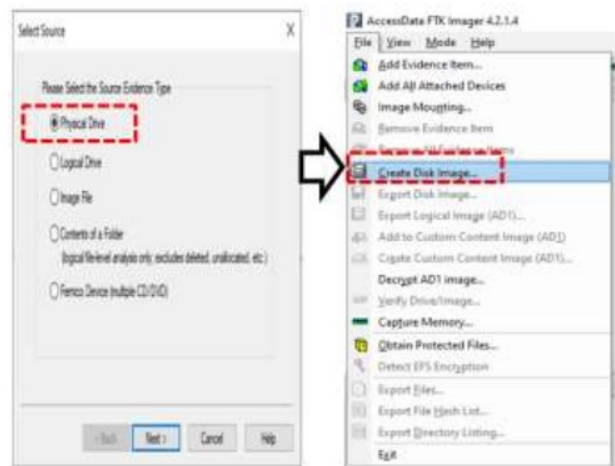 Select Source
X
Please Select the Source Evidence Type
Physical Drive
Logical Drive
Image File
Contents of a Folder
(logical file-level analysis only; excludes deleted, unallocated, etc.)
Fernico Device (multiple CD/DVD)
< Back Next > Cancel Help
AccessData FTK Imager 4.2.1.4
File View Mode Help
Add Evidence Item...
Add All Attached Devices
Image Mounting...
Remove Evidence Item
Remove All Evidence Items
Create Disk Image...
Export Disk Image...
Export Logical Image (AD1)...
Add to Custom Content Image (AD1)
Create Custom Content Image (AD1)...
Decrypt AD1 image...
Verify Drive/Image...
Capture Memory...
Obtain Protected Files...
Detect EFS Encryption
Export Files...
Export File Hash List...
Export Directory Listing...
Exit